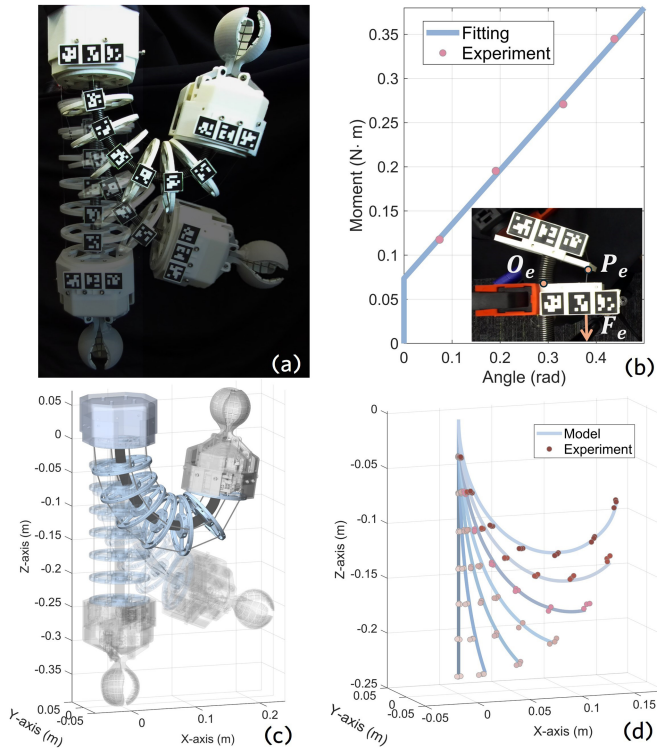 (a)
Fitting
Experiment
Moment (N· m)
0.35
0.3
0.25
0.2
0.15
0.1
0.05
0
0
0.1
0.2
0.3
0.4
Angle (rad)
O_e
P_e
F_e
(b)
0.05
0
-0.05
-0.1
-0.15
-0.2
-0.25
-0.3
-0.35
0.05
-0.05
0
0.1
0.2
Z-axis (m)
Y-axis (m)
X-axis (m)
(c)
Model
Experiment
0
-0.05
-0.1
-0.15
-0.2
-0.25
0.05
-0.05
-0.05
0
0.05
0.1
0.15
Z-axis (m)
Y-axis (m)
X-axis (m)
(d)